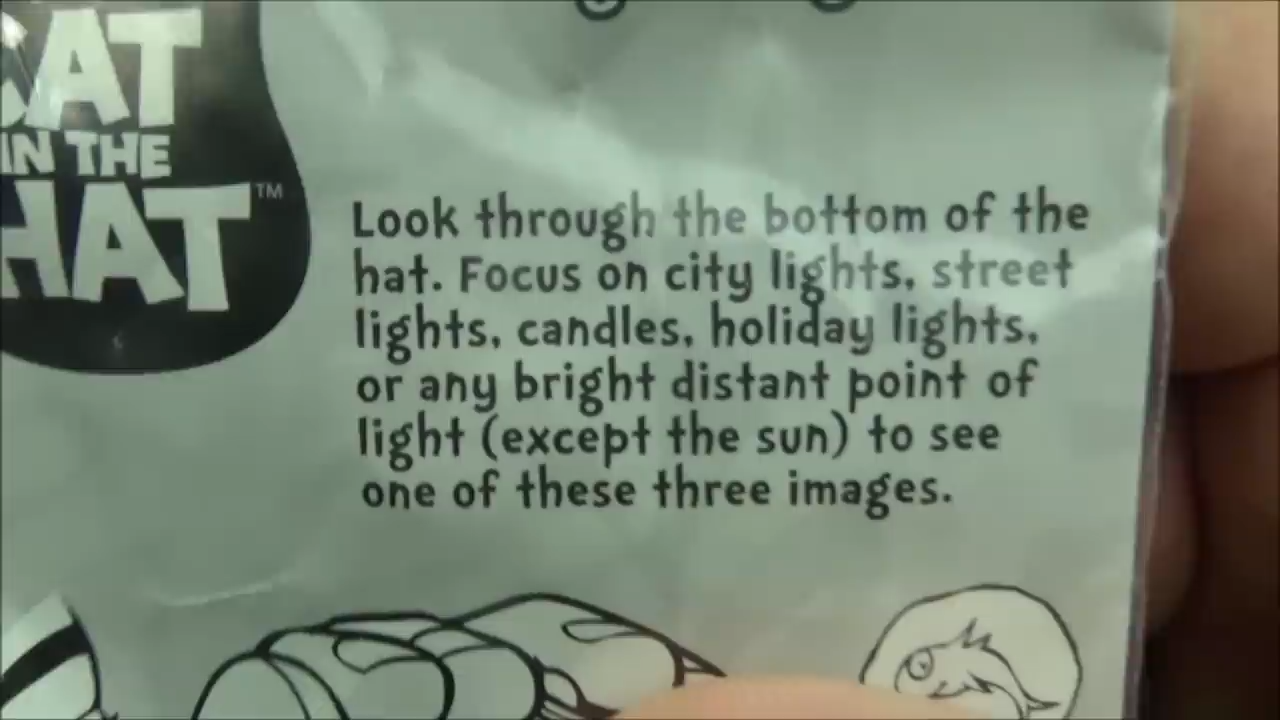 CAT
IN THE
HAT™
Look through the bottom of the
hat. Focus on city lights, street
lights, candles, holiday lights,
or any bright distant point of
light (except the sun) to see
one of these three images.